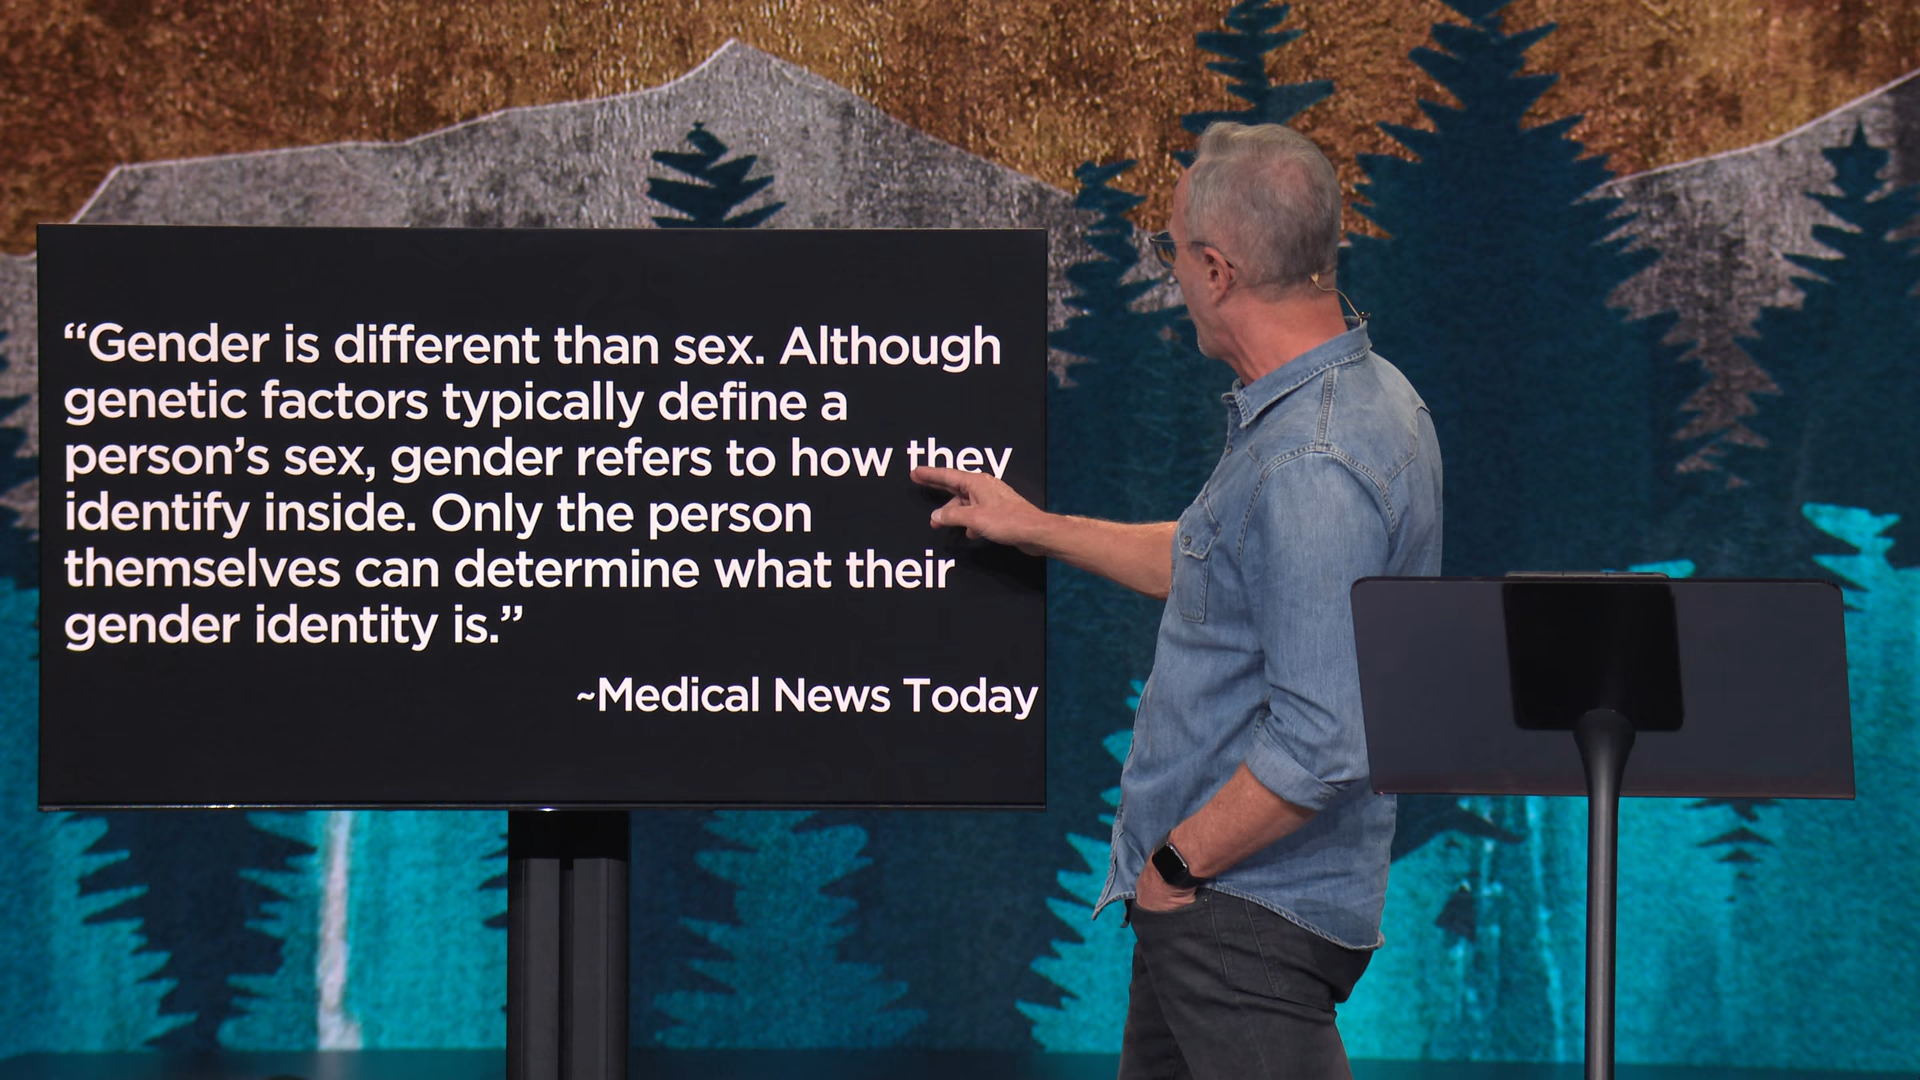 “Gender is different than sex. Although
genetic factors typically define a
person’s sex, gender refers to how they
identify inside. Only the person
themselves can determine what their
gender identity is.”
~Medical News Today